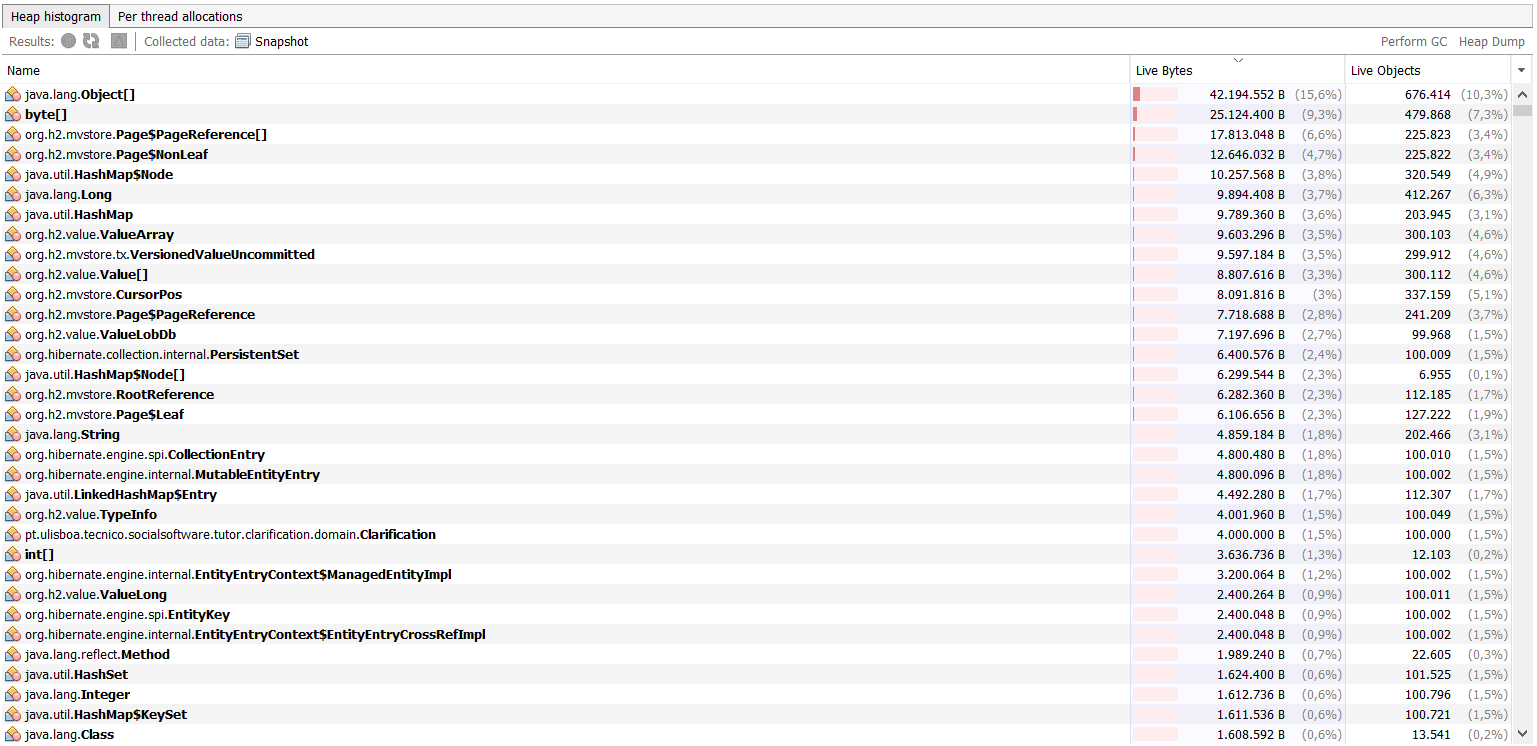 Heap histogram Per thread allocations
Results: Collected data: Snapshot Perform GC Heap Dump
Name Live Bytes Live Objects
java.lang.Object[] 42.194.552 B (15,6%) 676.414 (10,3%)
byte[] 25.124.400 B (9,3%) 479.868 (7,3%)
org.h2.mvstore.Page$PageReference[] 17.813.048 B (6,6%) 225.823 (3,4%)
org.h2.mvstore.Page$NonLeaf 12.646.032 B (4,7%) 225.822 (3,4%)
java.util.HashMap$Node 10.257.568 B (3,8%) 320.549 (4,9%)
java.lang.Long 9.894.408 B (3,7%) 412.267 (6,3%)
java.util.HashMap 9.789.360 B (3,6%) 203.945 (3,1%)
org.h2.value.ValueArray 9.603.296 B (3,5%) 300.103 (4,6%)
org.h2.mvstore.tx.VersionedValueUncommitted 9.597.184 B (3,5%) 299.912 (4,6%)
org.h2.value.Value[] 8.807.616 B (3,3%) 300.112 (4,6%)
org.h2.mvstore.CursorPos 8.091.816 B (3%) 337.159 (5,1%)
org.h2.mvstore.Page$PageReference 7.718.688 B (2,8%) 241.209 (3,7%)
org.h2.value.ValueLobDb 7.197.696 B (2,7%) 99.968 (1,5%)
org.hibernate.collection.internal.PersistentSet 6.400.576 B (2,4%) 100.009 (1,5%)
java.util.HashMap$Node[] 6.299.544 B (2,3%) 6.955 (0,1%)
org.h2.mvstore.RootReference 6.282.360 B (2,3%) 112.185 (1,7%)
org.h2.mvstore.Page$Leaf 6.106.656 B (2,3%) 127.222 (1,9%)
java.lang.String 4.859.184 B (1,8%) 202.466 (3,1%)
org.hibernate.engine.spi.CollectionEntry 4.800.480 B (1,8%) 100.010 (1,5%)
org.hibernate.engine.internal.MutableEntityEntry 4.800.096 B (1,8%) 100.002 (1,5%)
java.util.LinkedHashMap$Entry 4.492.280 B (1,7%) 112.307 (1,7%)
org.h2.value.TypeInfo 4.001.960 B (1,5%) 100.049 (1,5%)
pt.ulisboa.tecnico.socialsoftware.tutor.clarification.domain.Clarification 4.000.000 B (1,5%) 100.000 (1,5%)
int[] 3.636.736 B (1,3%) 12.103 (0,2%)
org.hibernate.engine.internal.EntityEntryContext$ManagedEntityImpl 3.200.064 B (1,2%) 100.002 (1,5%)
org.h2.value.ValueLong 2.400.264 B (0,9%) 100.011 (1,5%)
org.hibernate.engine.spi.EntityKey 2.400.048 B (0,9%) 100.002 (1,5%)
org.hibernate.engine.internal.EntityEntryContext$EntityEntryCrossRefImpl 2.400.048 B (0,9%) 100.002 (1,5%)
java.lang.reflect.Method 1.989.240 B (0,7%) 22.605 (0,3%)
java.util.HashSet 1.624.400 B (0,6%) 101.525 (1,5%)
java.lang.Integer 1.612.736 B (0,6%) 100.796 (1,5%)
java.util.HashMap$KeySet 1.611.536 B (0,6%) 100.721 (1,5%)
java.lang.Class 1.608.592 B (0,6%) 13.541 (0,2%)